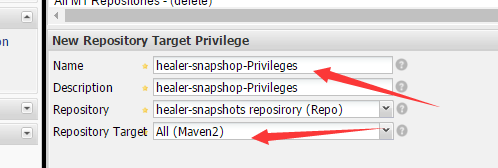 All M1 Repositories - (delete)
on
New Repository Target Privilege
Name healer-snapshop-Privileges
Description healer-snapshop-Privileges
Repository healer-snapshots reposirory (Repo)
Repository Target All (Maven2)